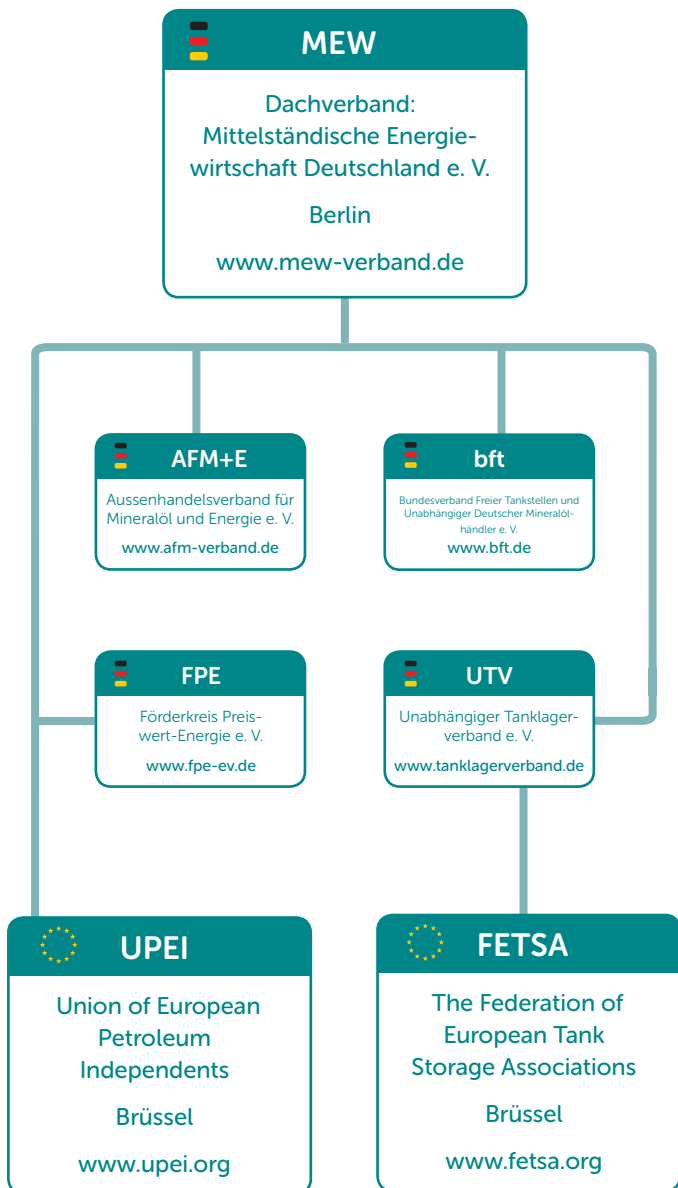 MEW
Dachverband:
Mittelständische Energie-
wirtschaft Deutschland e. V.
Berlin
www.mew-verband.de
AFM+E
Aussenhandelsverband für
Mineralöl und Energie e. V.
www.afm-verband.de
bft
Bundesverband Freier Tankstellen und
Unabhängiger Deutscher Mineralöl-
händler e. V.
www.bft.de
FPE
Förderkreis Preis-
wert-Energie e. V.
www.fpe-ev.de
UTV
Unabhängiger Tanklager-
verband e. V.
www.tanklagerverband.de
UPEI
Union of European
Petroleum
Independents
Brüssel
www.upei.org
FETSA
The Federation of
European Tank
Storage Associations
Brüssel
www.fetsa.org